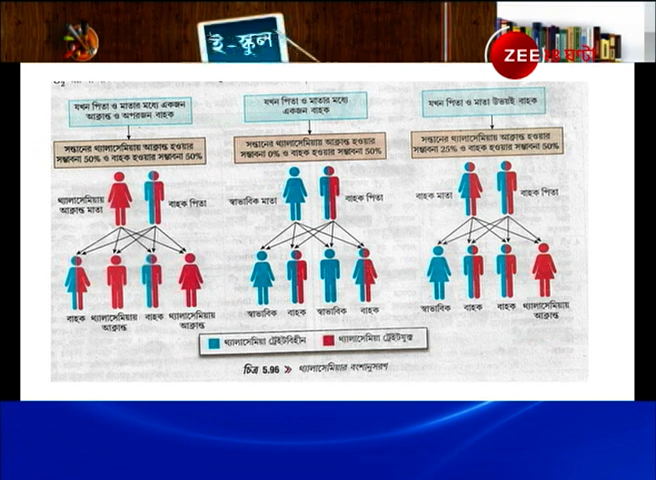 ই-স্কুল
ZEE ২৪ ঘণ্টা
যখন পিতা ও মাতার মধ্যে একজন
আক্রান্ত ও অপরজন বাহক
সন্তানের থ্যালাসেমিয়ায় আক্রান্ত হওয়ার
সম্ভাবনা 50% ও বাহক হওয়ার সম্ভাবনা 50%
থ্যালাসেমিয়ায়
আক্রান্ত মাতা
বাহক পিতা
বাহক
থ্যালাসেমিয়ায়
আক্রান্ত
বাহক
থ্যালাসেমিয়ায়
আক্রান্ত
যখন পিতা ও মাতার মধ্যে
একজন বাহক
সন্তানের থ্যালাসেমিয়ায় আক্রান্ত হওয়ার
সম্ভাবনা 0% ও বাহক হওয়ার সম্ভাবনা 50%
স্বাভাবিক মাতা
বাহক পিতা
স্বাভাবিক
বাহক
স্বাভাবিক
বাহক
যখন পিতা ও মাতা উভয়ই বাহক
সন্তানের থ্যালাসেমিয়ায় আক্রান্ত হওয়ার
সম্ভাবনা 25% ও বাহক হওয়ার সম্ভাবনা 50%
বাহক মাতা
বাহক পিতা
স্বাভাবিক
বাহক
বাহক
থ্যালাসেমিয়ায়
আক্রান্ত
থ্যালাসেমিয়া ট্রেইটবিহীন
থ্যালাসেমিয়া ট্রেইটযুক্ত
চিত্র 5.96 » থ্যালাসেমিয়ার বংশানুসরণ